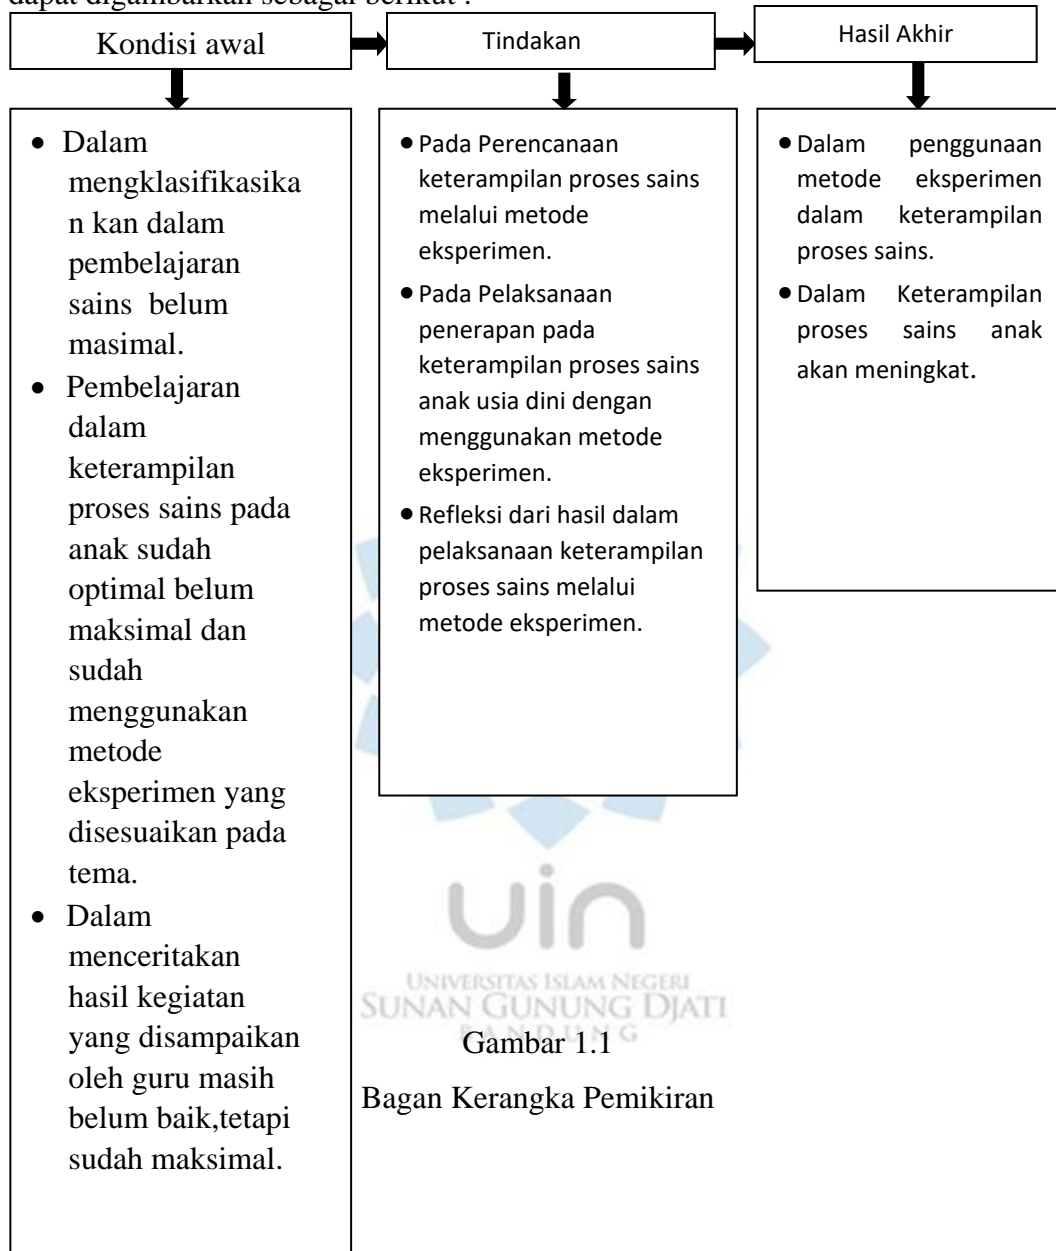 dapat digambarkan sebagai berikut :
Kondisi awal
Tindakan
Hasil Akhir
• Dalam
mengklasifikasika
n kan dalam
pembelajaran
sains belum
masimal.
• Pembelajaran
dalam
keterampilan
proses sains pada
anak sudah
optimal belum
maksimal dan
sudah
menggunakan
metode
eksperimen yang
disesuaikan pada
tema.
• Dalam
menceritakan
hasil kegiatan
yang disampaikan
oleh guru masih
belum baik,tetapi
sudah maksimal.
• Pada Perencanaan
keterampilan proses sains
melalui metode
eksperimen.
• Pada Pelaksanaan
penerapan pada
keterampilan proses sains
anak usia dini dengan
menggunakan metode
eksperimen.
• Refleksi dari hasil dalam
pelaksanaan keterampilan
proses sains melalui
metode eksperimen.
• Dalam penggunaan
metode eksperimen
dalam keterampilan
proses sains.
• Dalam Keterampilan
proses sains anak
akan meningkat.
uin
UNIVERSITAS ISLAM NEGERI
SUNAN GUNUNG DJATI
BANDUNG
Gambar 1.1
Bagan Kerangka Pemikiran